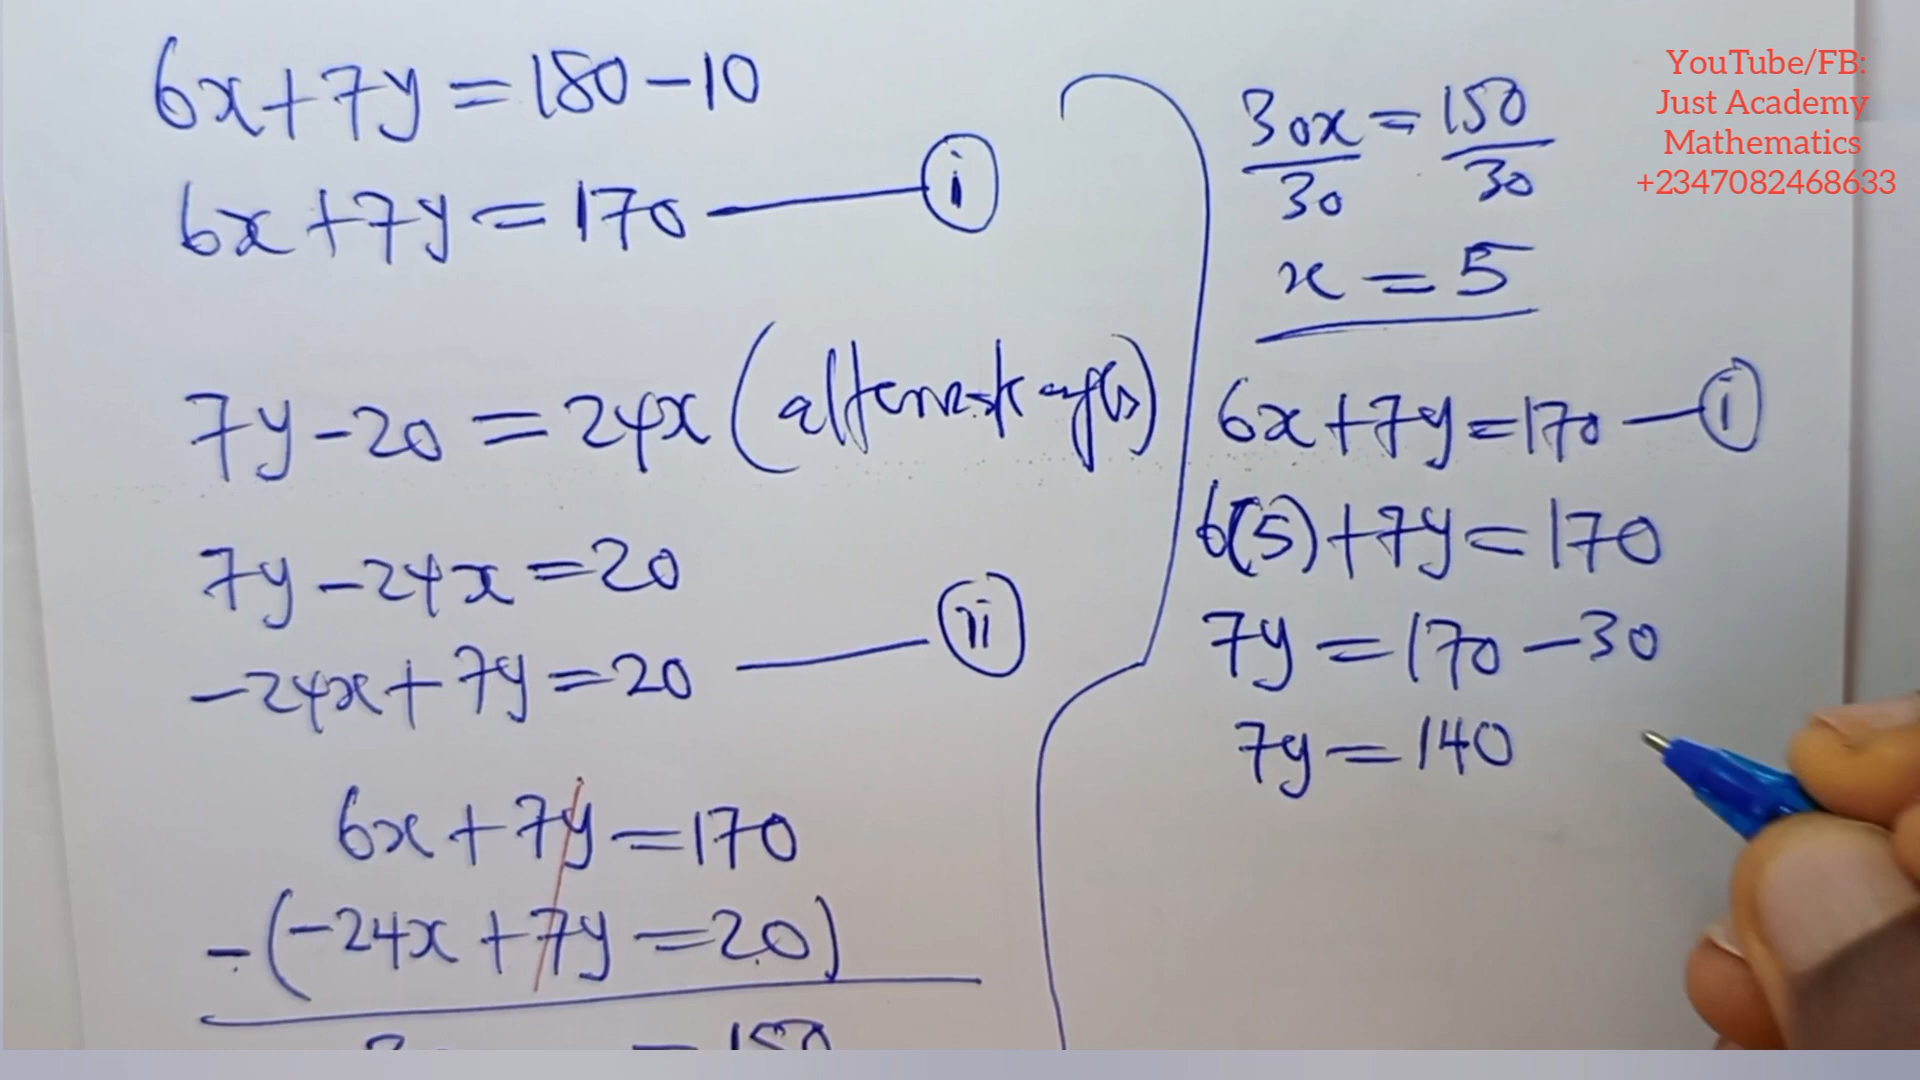 6x+7y=180-10
6x+7y=170 — i
7y-20=24x (alternate angles)
7y-24x=20
-24x+7y=20 — ii
6x+7y=170
-(-24x+7y=20)
=150
30x/30=150/30
x=5
6x+7y=170 — i
6(5)+7y=170
7y=170-30
7y=140
YouTube/FB:
Just Academy
Mathematics
+2347082468633